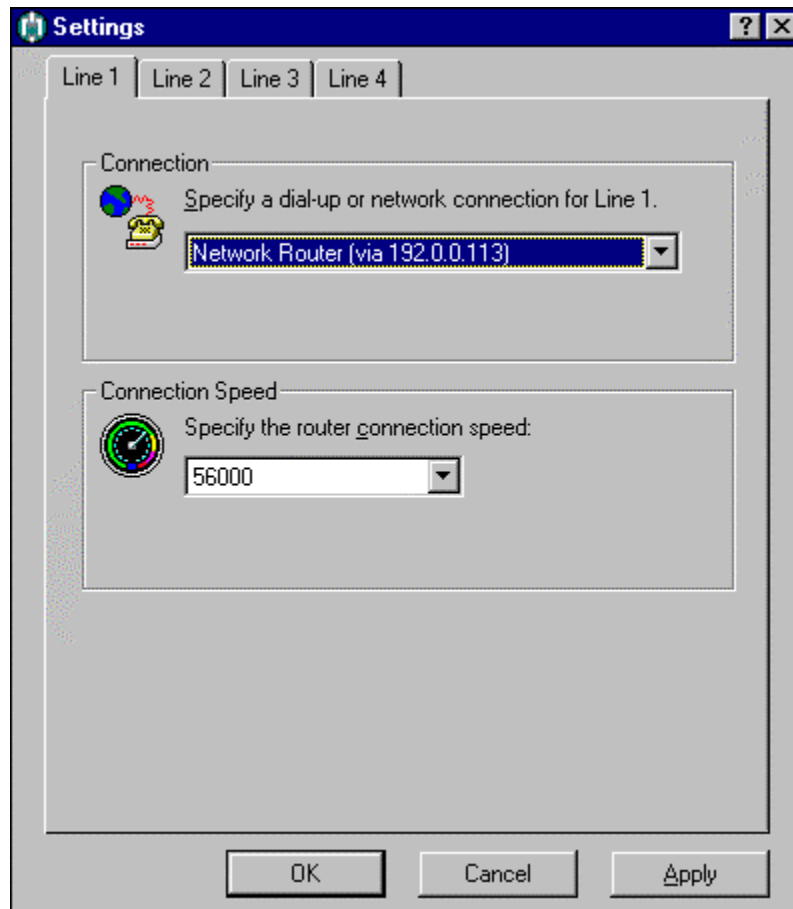 Settings
Line 1 Line 2 Line 3 Line 4
Connection
Specify a dial-up or network connection for Line 1.
Network Router (via 192.0.0.113)
Connection Speed
Specify the router connection speed:
56000
OK Cancel Apply